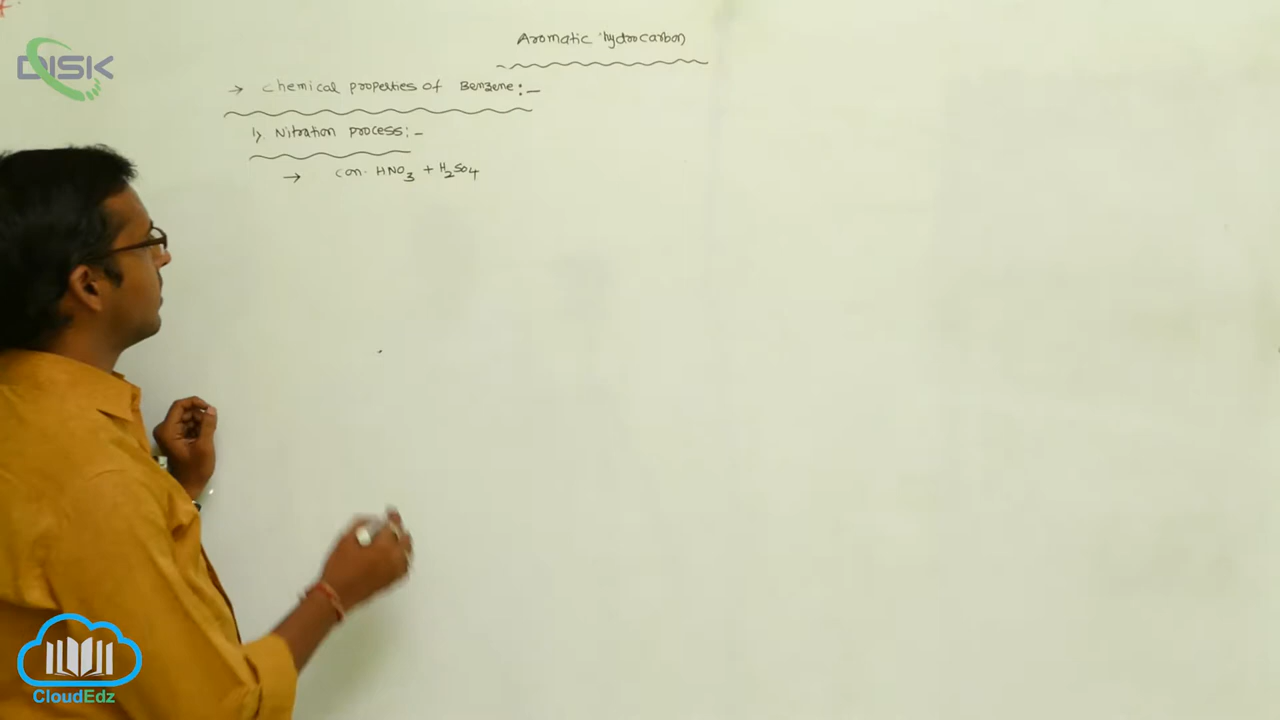 DISK
Aromatic hydrocarbon
→ Chemical properties of Benzene:-
1) Nitration process:-
→ con. HNO3 + H2SO4
CloudEdz